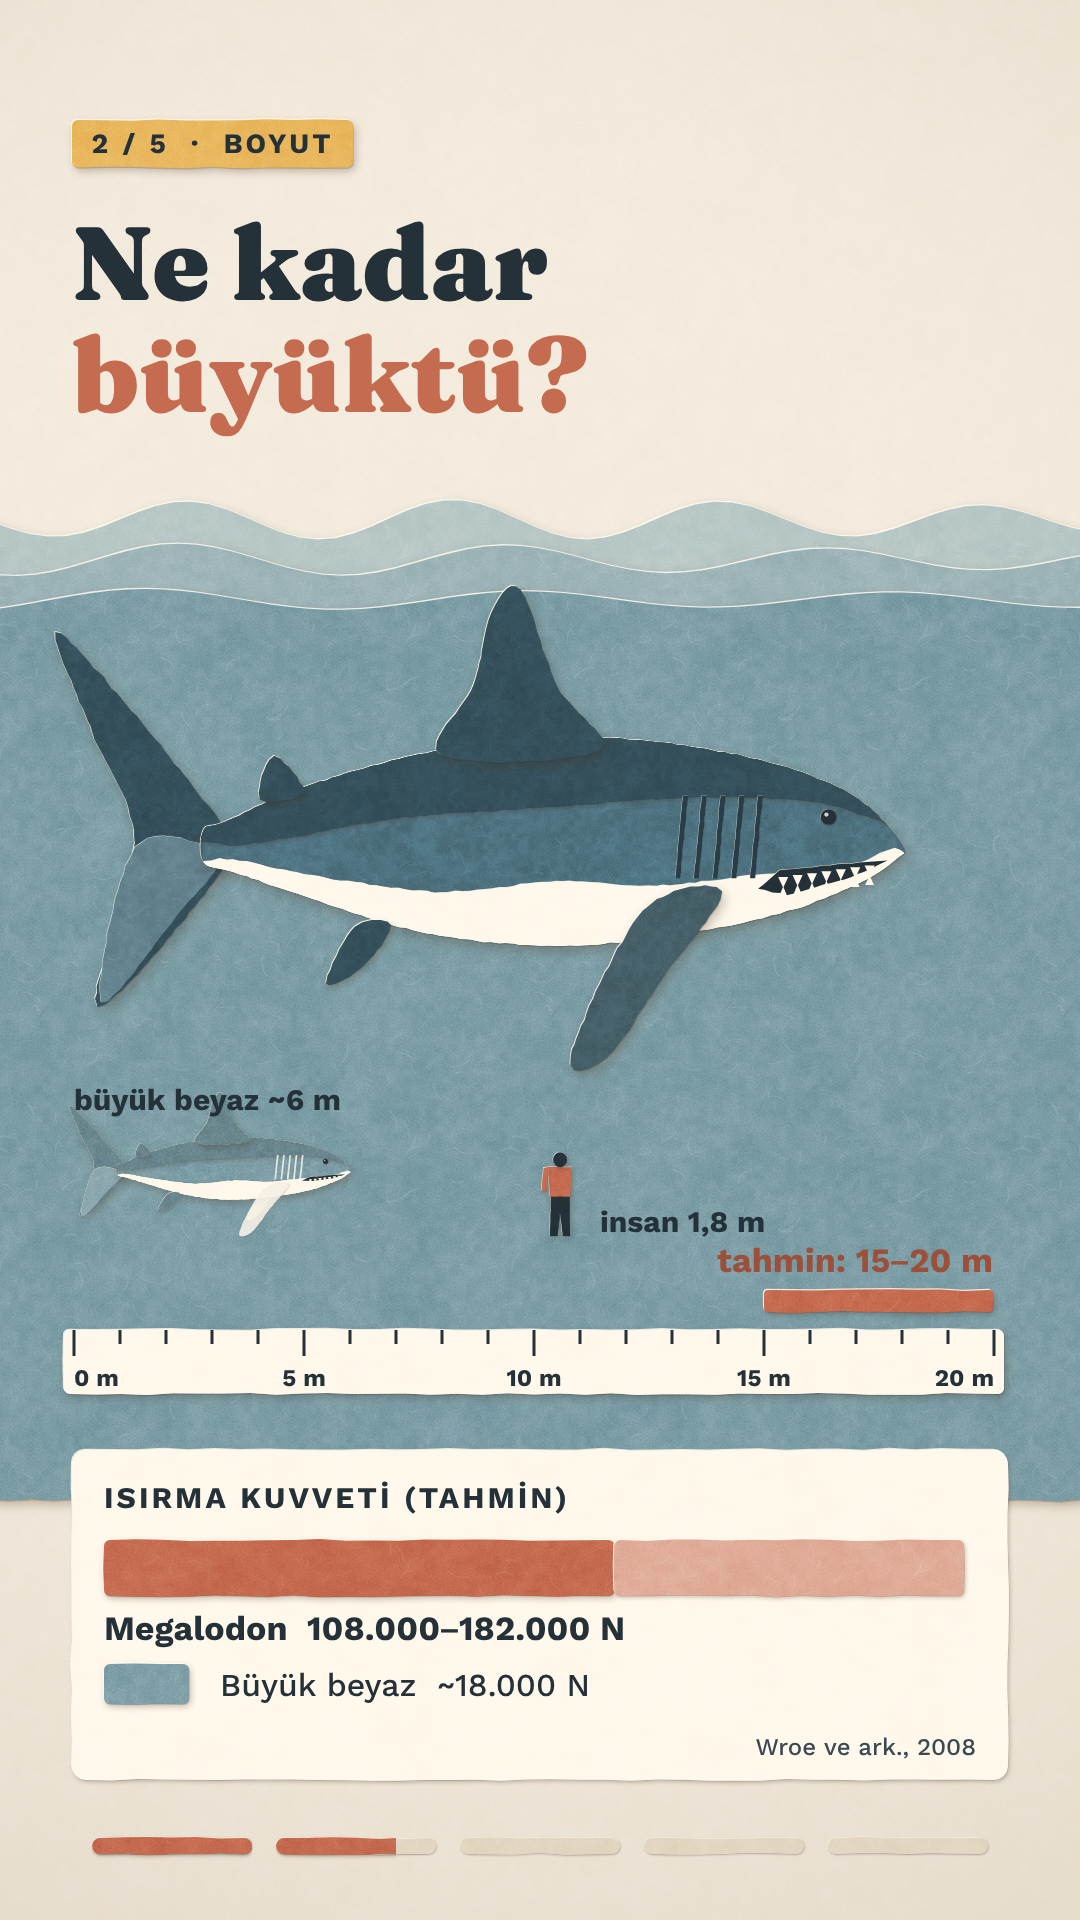 2 / 5 · BOYUT
Ne kadar
büyüktü?
büyük beyaz ~6 m
insan 1,8 m
tahmin: 15–20 m
0 m 5 m 10 m 15 m 20 m
ISIRMA KUVVETİ (TAHMİN)
Megalodon 108.000–182.000 N
Büyük beyaz ~18.000 N
Wroe ve ark., 2008